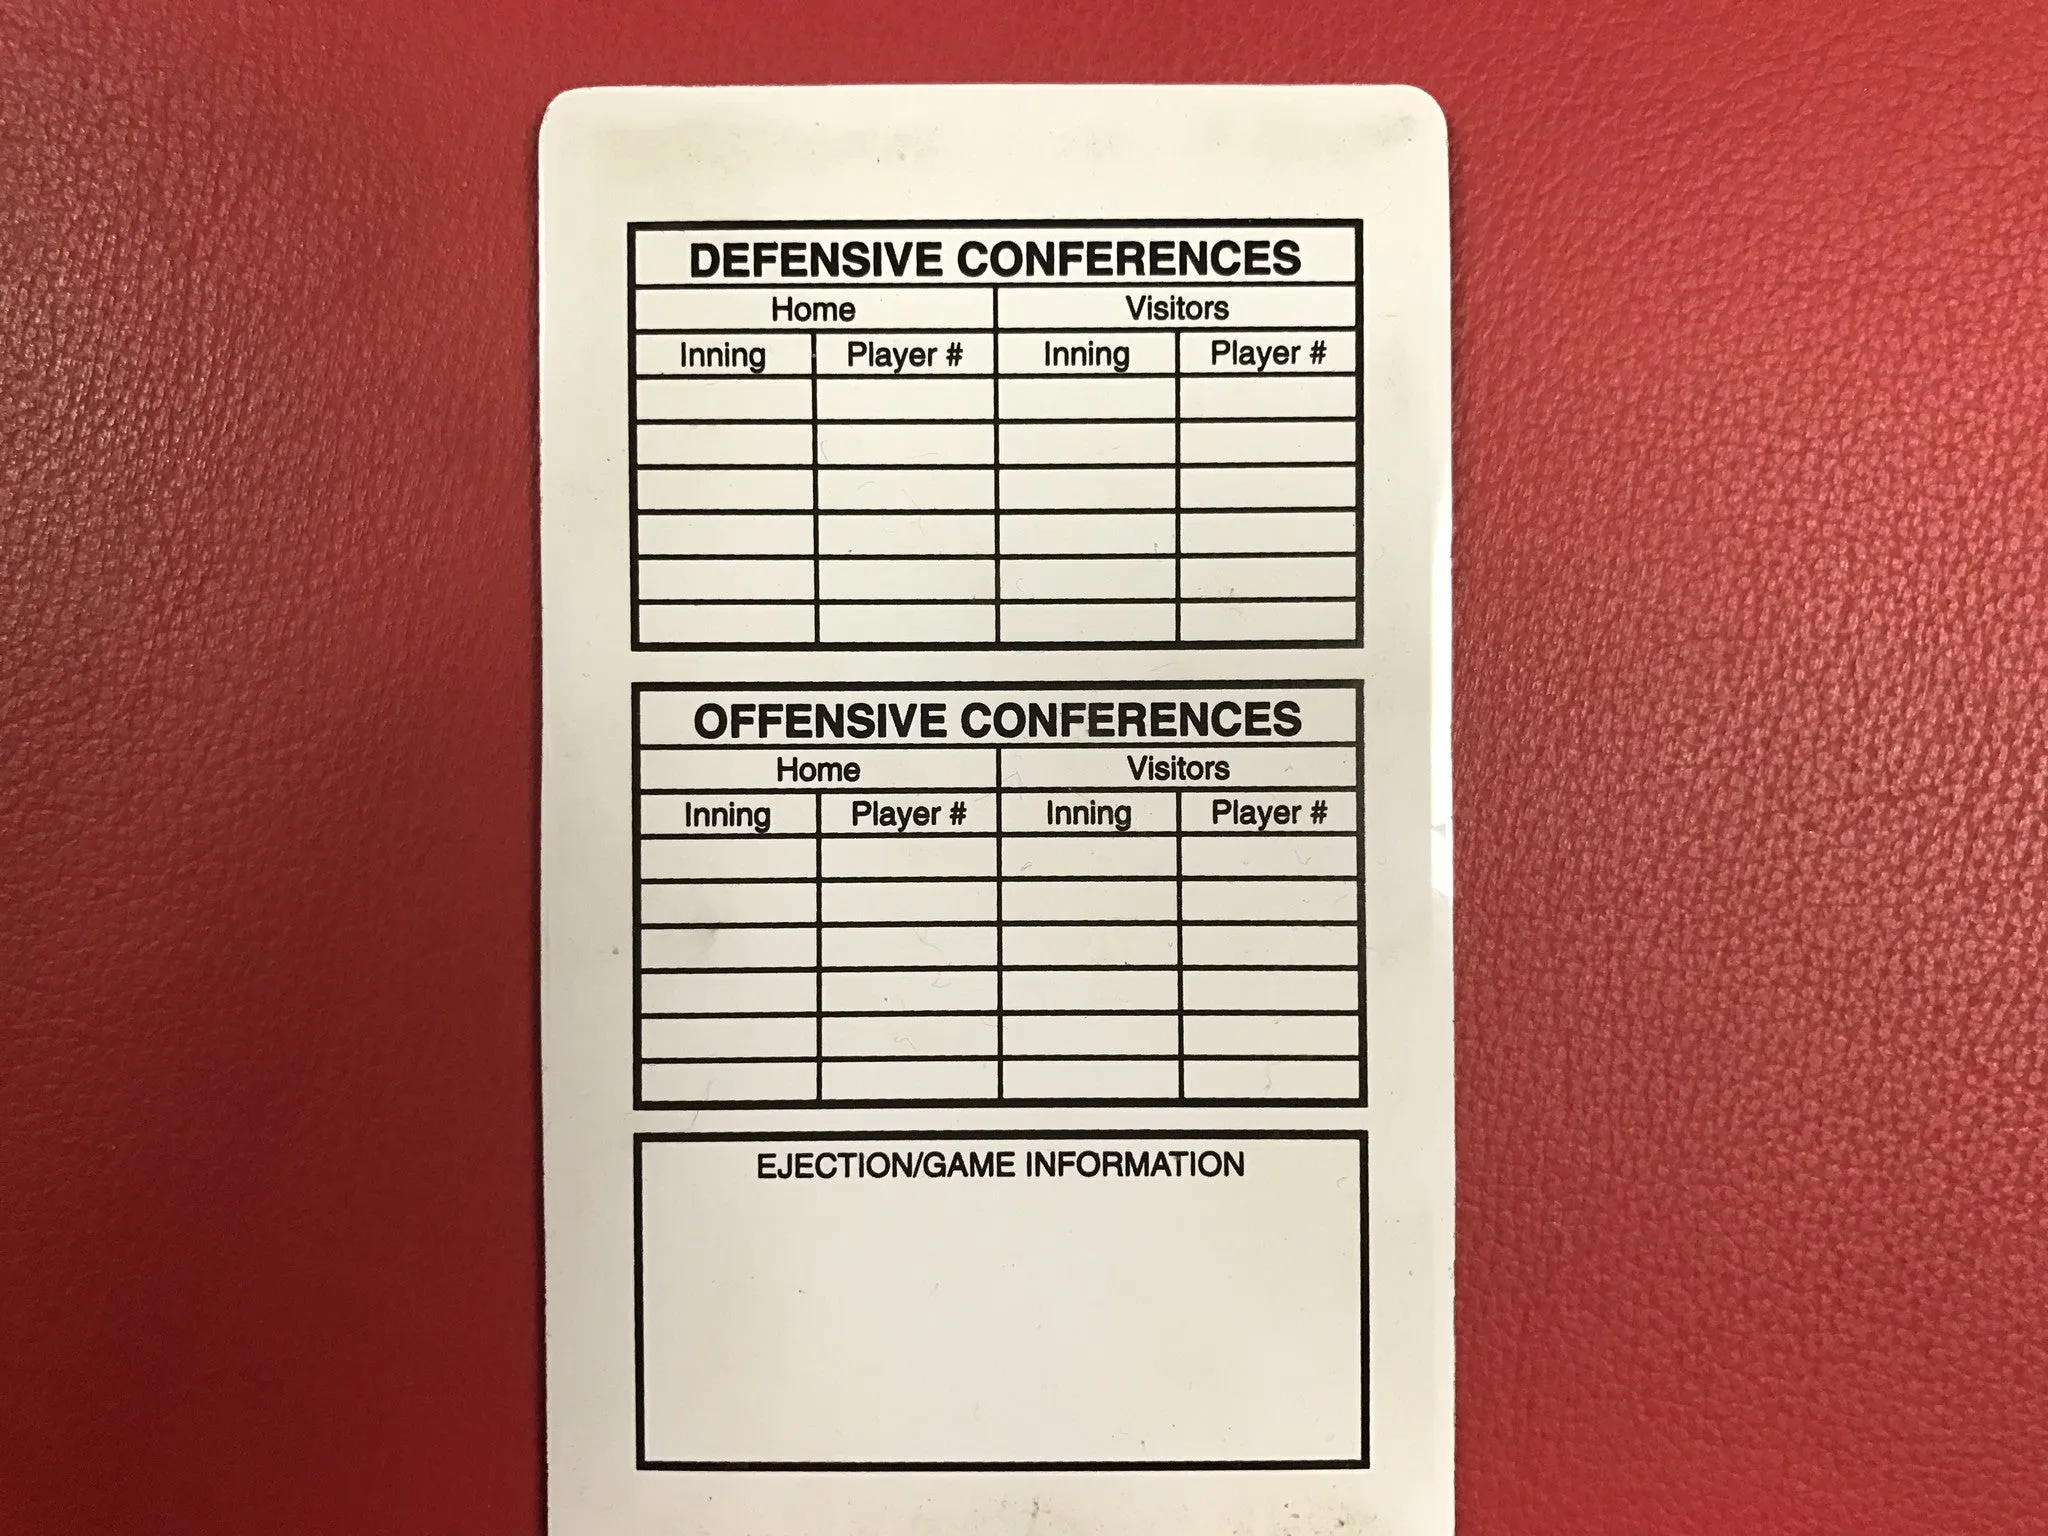 DEFENSIVE CONFERENCES
Home Visitors
Inning Player # Inning Player #
OFFENSIVE CONFERENCES
Home Visitors
Inning Player # Inning Player #
EJECTION/GAME INFORMATION